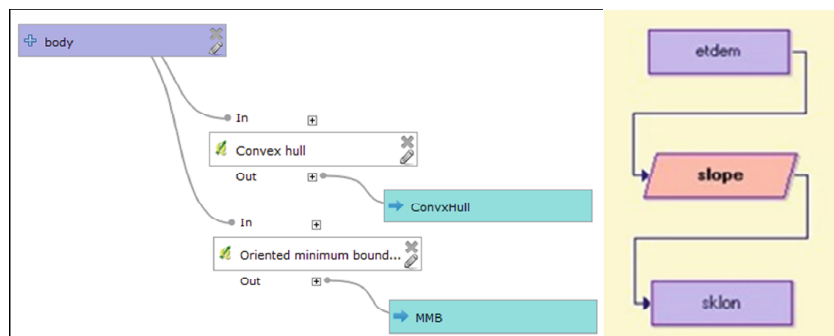 body
In
Convex hull
Out
ConvxHull
In
Oriented minimum bound...
Out
MMB
etdem
slope
sklon